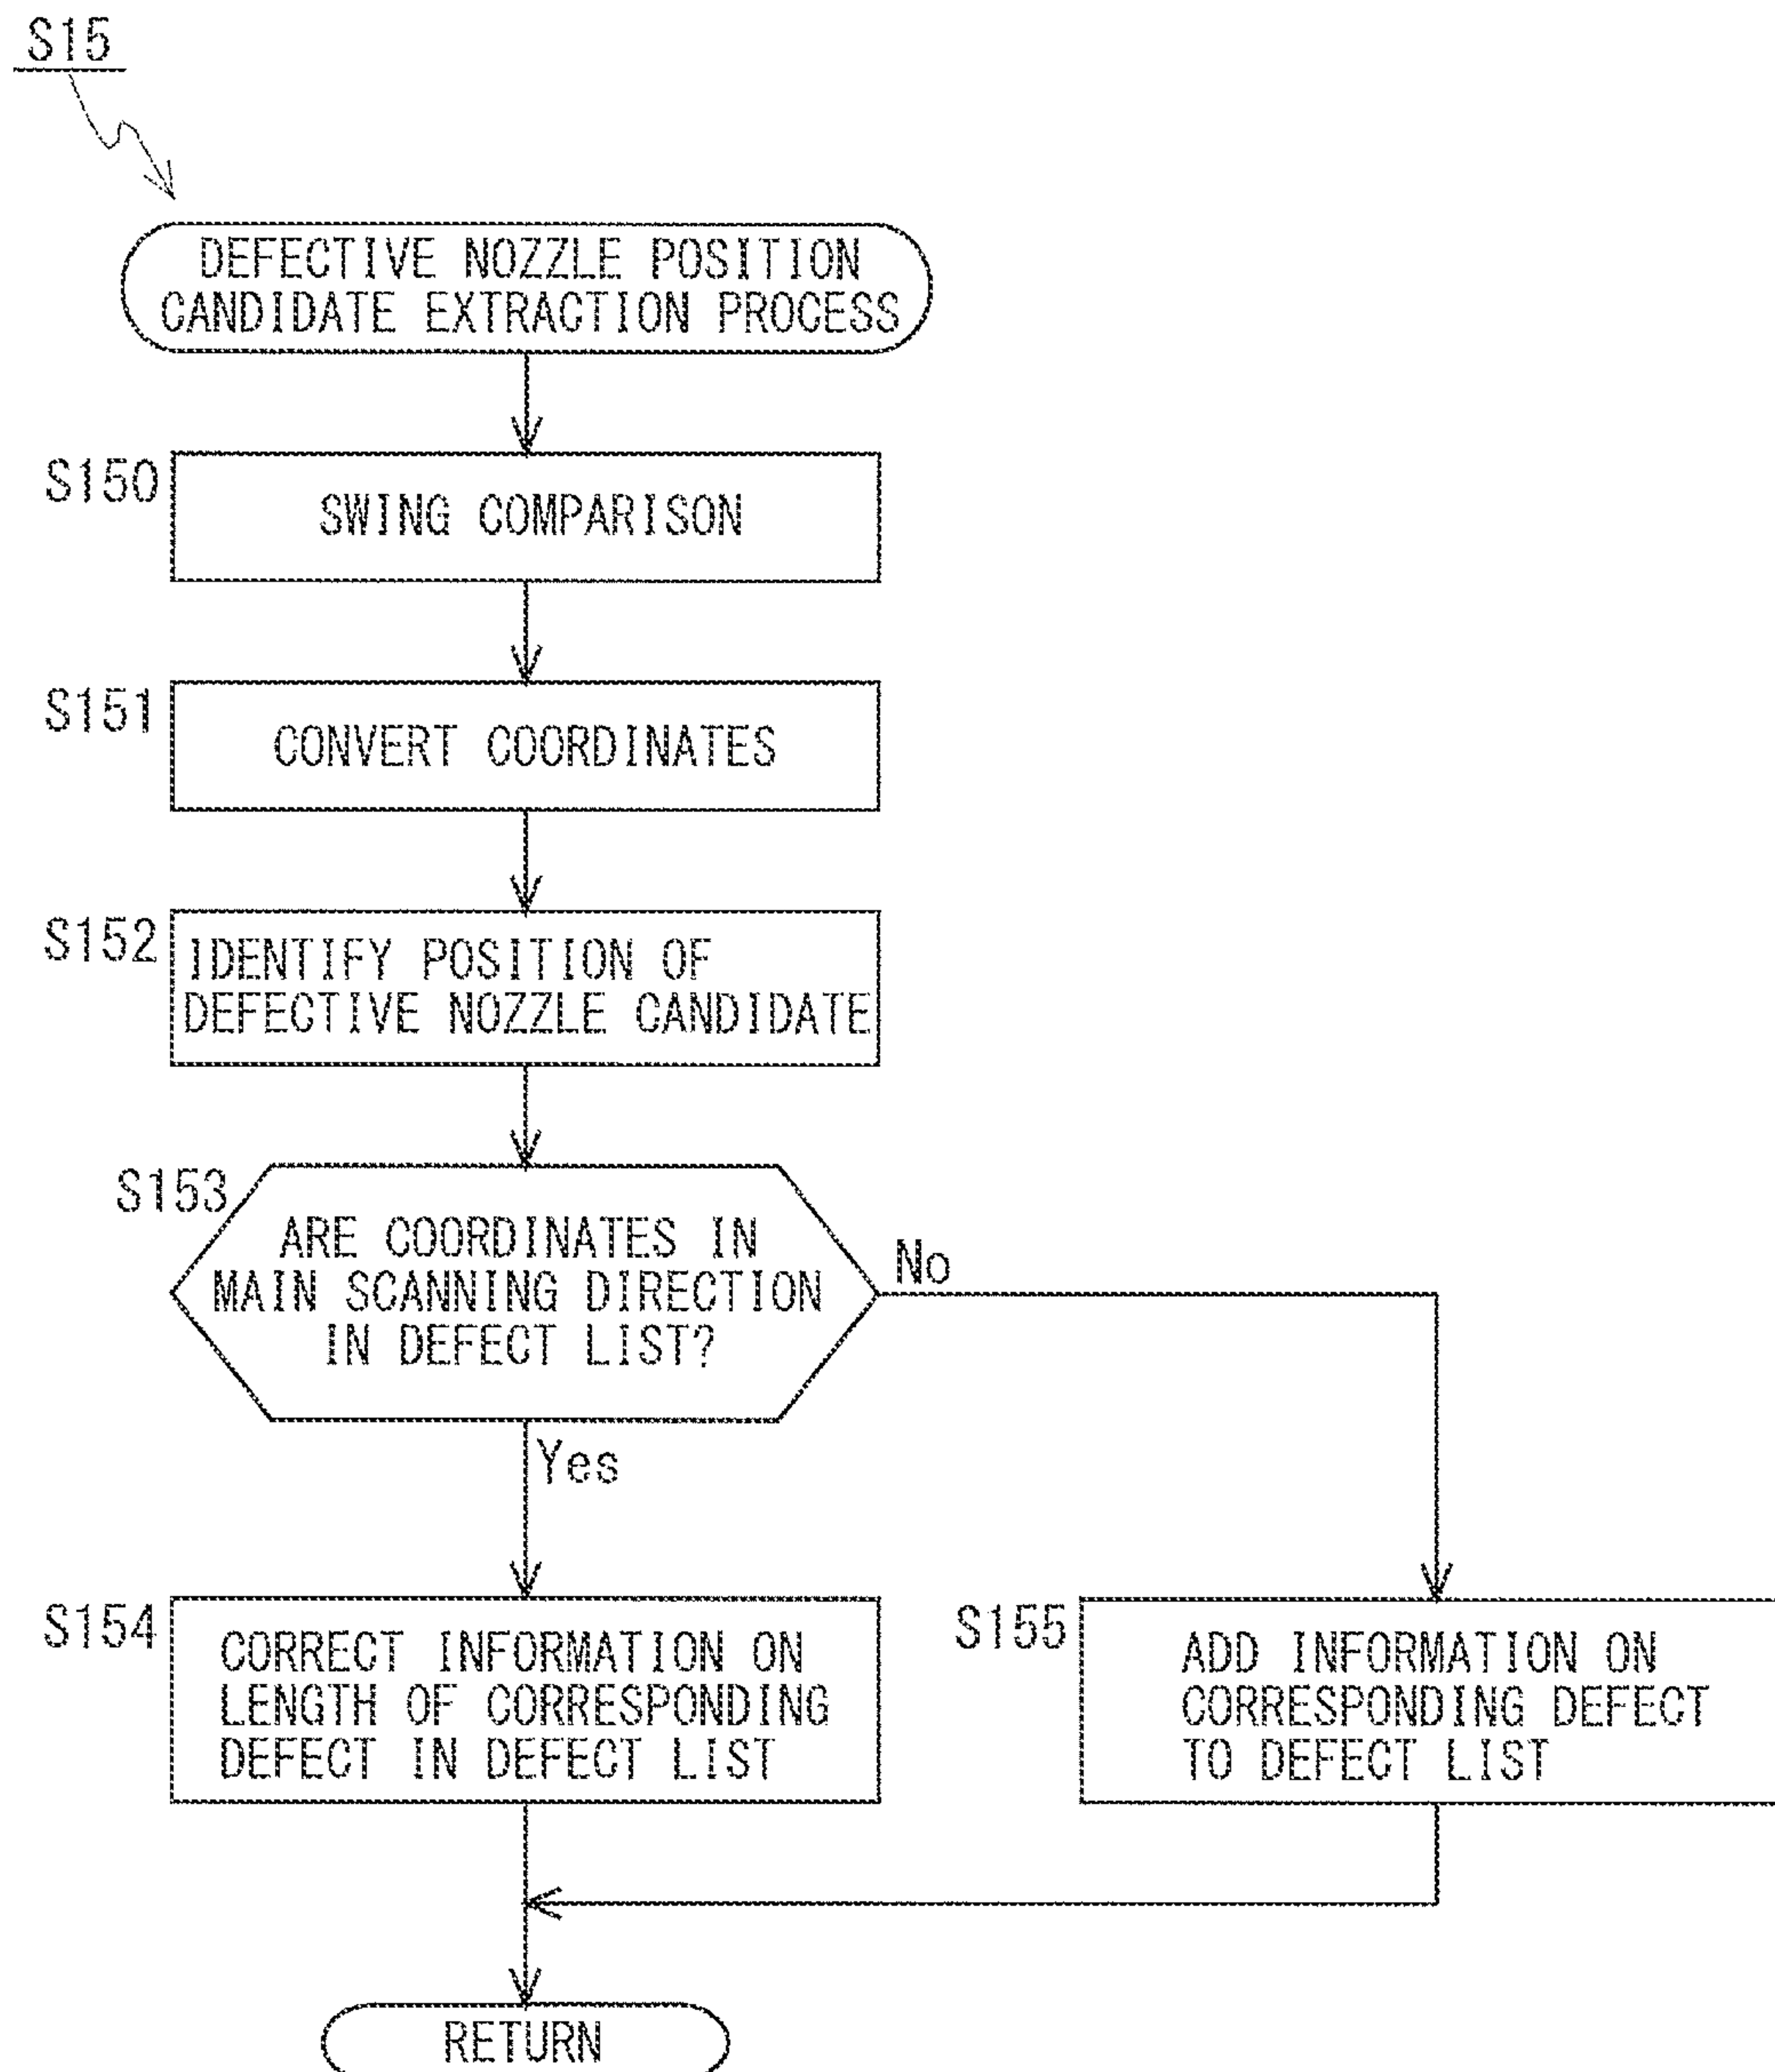 S15
DEFECTIVE NOZZLE POSITION
CANDIDATE EXTRACTION PROCESS
S150
SWING COMPARISON
S151
CONVERT COORDINATES
S152
IDENTIFY POSITION OF
DEFECTIVE NOZZLE CANDIDATE
S153
ARE COORDINATES IN
MAIN SCANNING DIRECTION
IN DEFECT LIST?
No
Yes
S154
CORRECT INFORMATION ON
LENGTH OF CORRESPONDING
DEFECT IN DEFECT LIST
S155
ADD INFORMATION ON
CORRESPONDING DEFECT
TO DEFECT LIST
RETURN